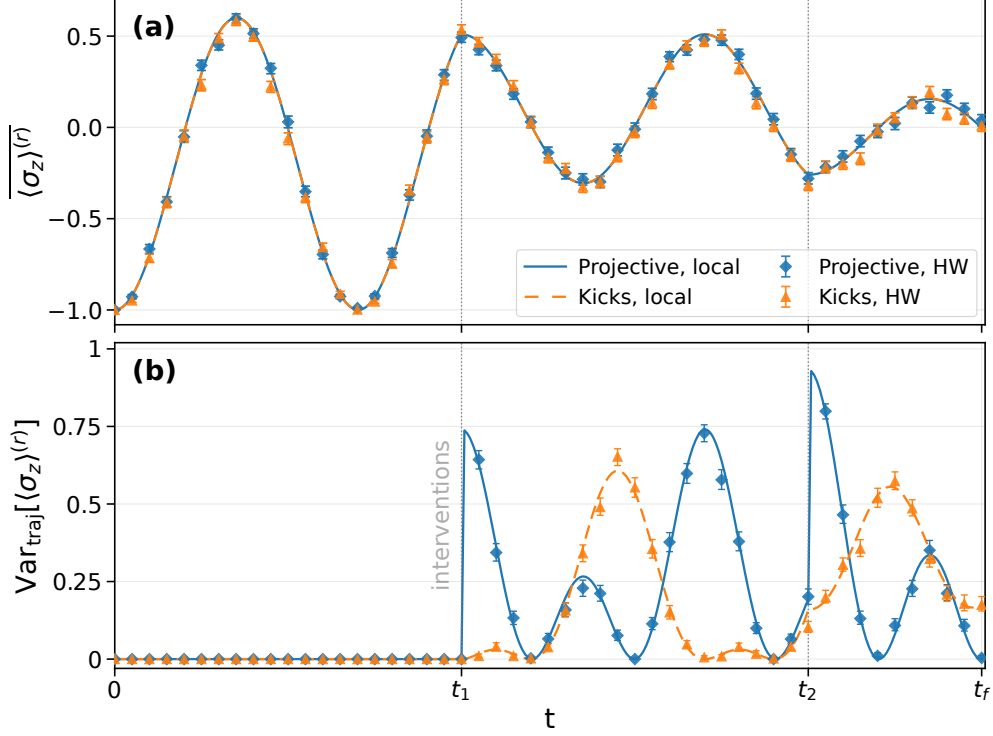 (a)
0.5
0.0
−0.5
−1.0
⟨σz⟩(r)
Projective, local
Kicks, local
Projective, HW
Kicks, HW
(b)
1
0.75
0.5
0.25
0
Vartraj[⟨σz⟩(r)]
interventions
0
t1
t2
tf
t